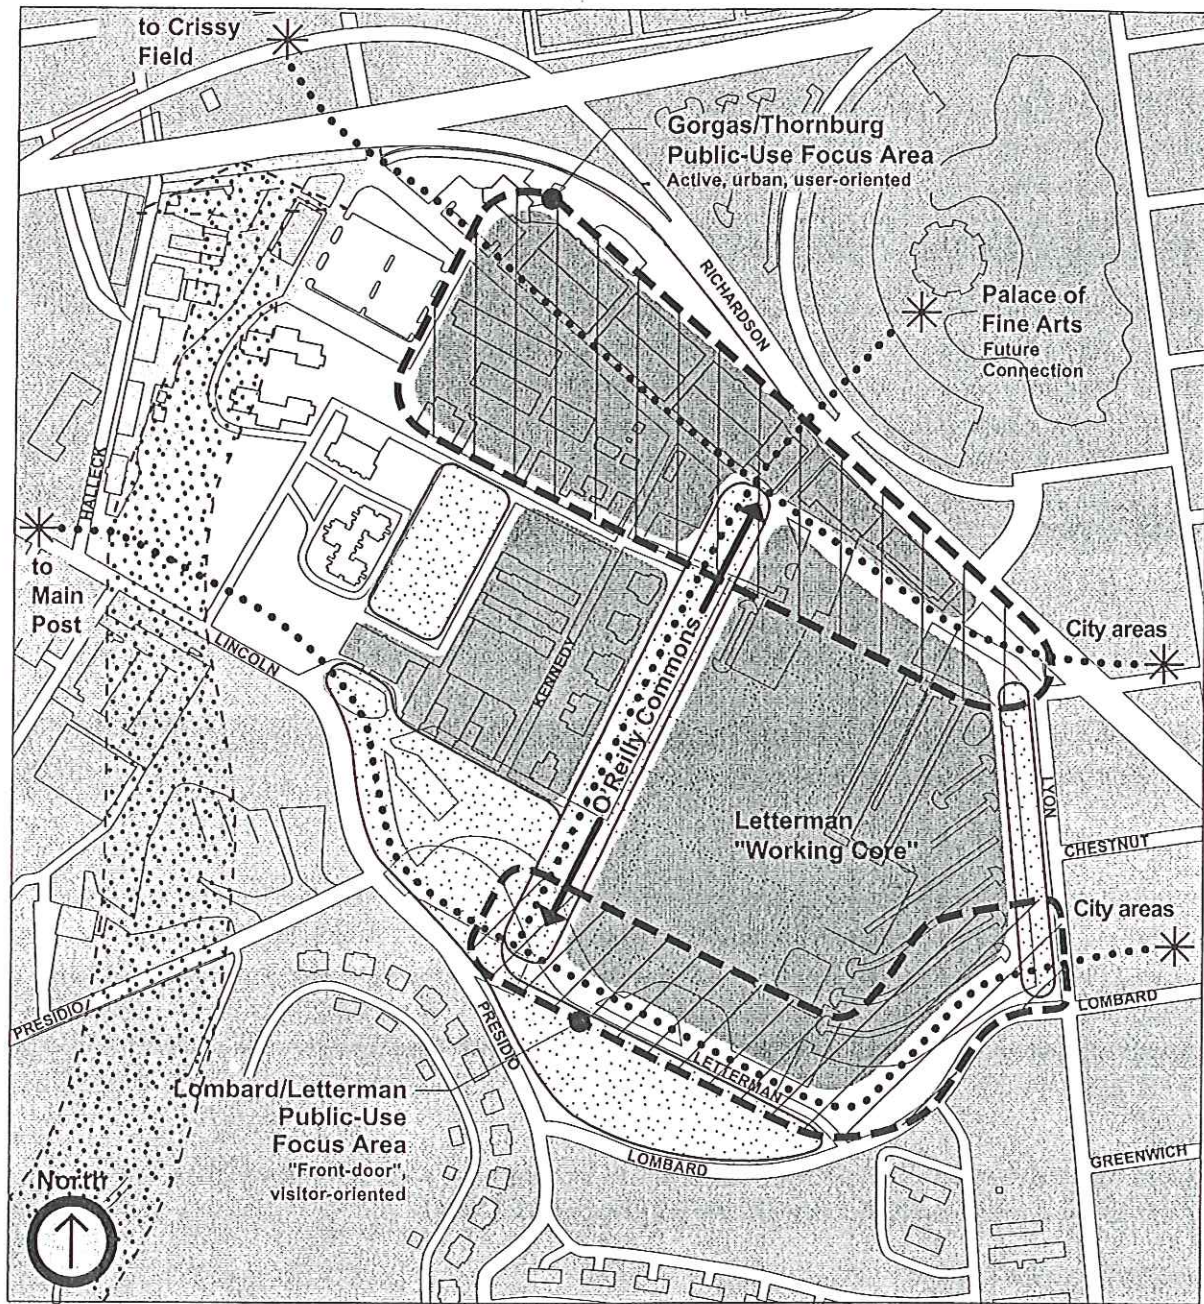 to Crissy
Field
Gorgas/Thornburg
Public-Use Focus Area
Active, urban, user-oriented
RICHARDSON
Palace of
Fine Arts
Future
Connection
HALLECK
to
Main
Post
LINCOLN
KENNEDY
O'Reilly Commons
City areas
LYON
Letterman
"Working Core"
CHESTNUT
City areas
LOMBARD
PRESIDIO
PRESIDIO
LETTERMAN
Lombard/Letterman
Public-Use
Focus Area
"Front-door",
visitor-oriented
LOMBARD
GREENWICH
North